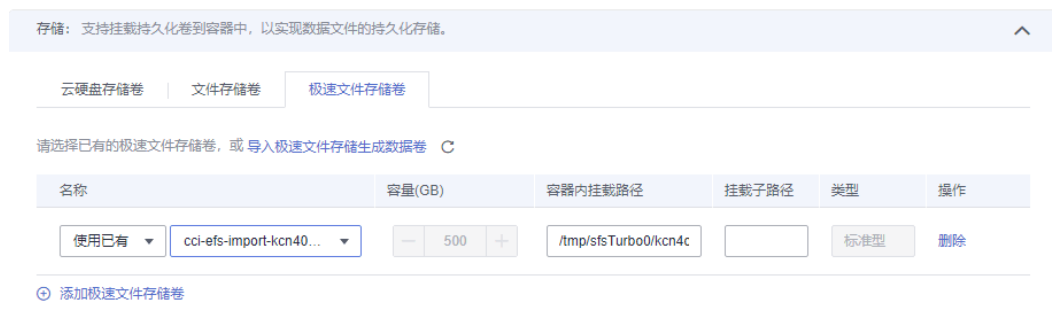 存储： 支持挂载持久化卷到容器中，以实现数据文件的持久化存储。
云硬盘存储卷 文件存储卷 极速文件存储卷
请选择已有的极速文件存储卷，或 导入极速文件存储生成数据卷
名称 容量(GB) 容器内挂载路径 挂载子路径 类型 操作
使用已有 cci-efs-import-kcn40... 500 /tmp/sfsTurbo0/kcn4c 标准型 删除
添加极速文件存储卷